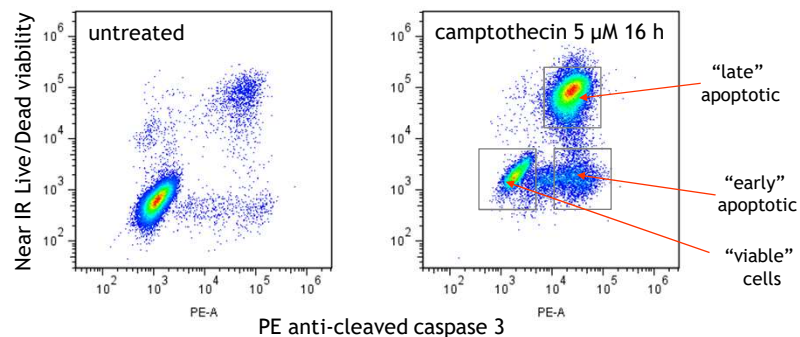 untreated
camptothecin 5 µM 16 h
Near IR Live/Dead viability
10⁶
10⁵
10⁴
10³
10²
10² 10³ 10⁴ 10⁵ 10⁶
PE-A
10⁶
10⁵
10⁴
10³
10²
10² 10³ 10⁴ 10⁵ 10⁶
PE-A
“late”
apoptotic
“early”
apoptotic
“viable”
cells
PE anti-cleaved caspase 3